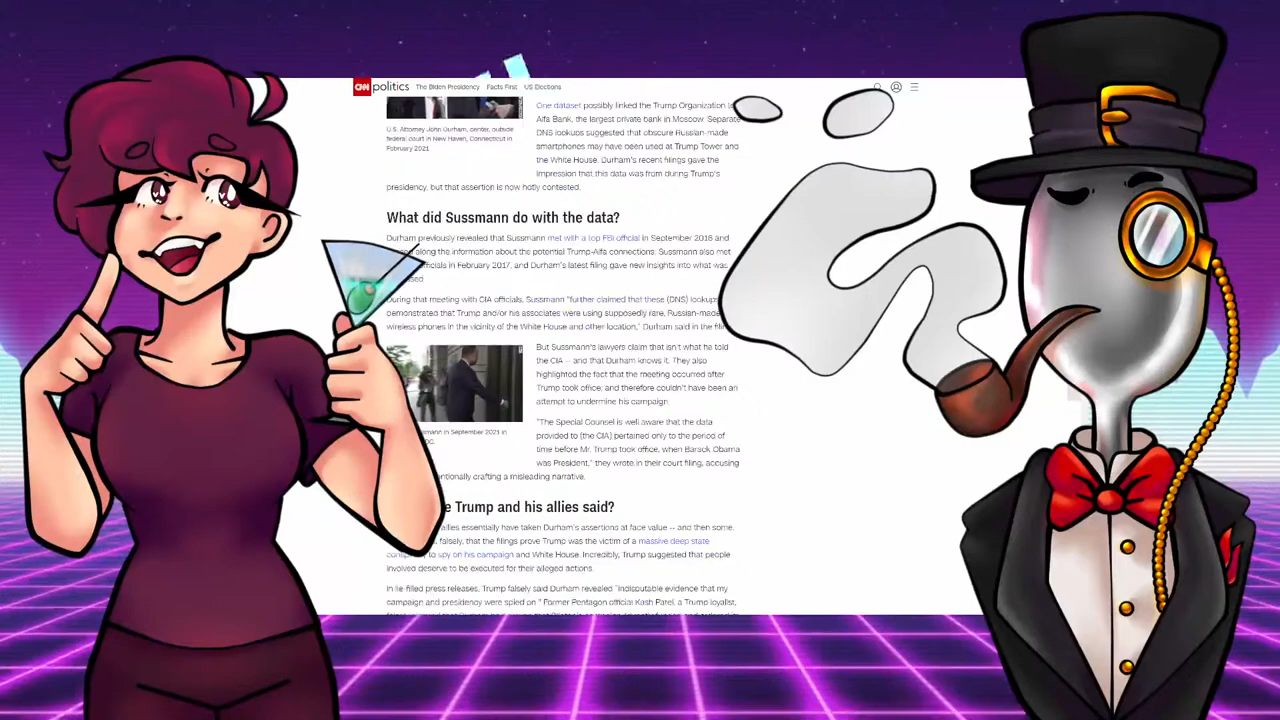 CNN politics The Biden Presidency Facts First US Elections
One dataset possibly linked the Trump Organization to
Alfa Bank, the largest private bank in Moscow. Separate
U.S. Attorney John Durham, center, outside
DNS lookups suggested that obscure Russian-made
federal court in New Haven, Connecticut in
smartphones may have been used at Trump Tower and
February 2021
the White House. Durham's recent filings gave the
impression that this data was from during Trump's
presidency, but that assertion is now hotly contested.
What did Sussmann do with the data?
Durham previously revealed that Sussmann met with a top FBI official in September 2016 and
along the information about the potential Trump-Alfa connections. Sussmann also met
officials in February 2017, and Durham's latest filing gave new insights into what was
During that meeting with CIA officials, Sussmann "further claimed that these (DNS) lookups
demonstrated that Trump and/or his associates were using supposedly rare, Russian-made
wireless phones in the vicinity of the White House and other location," Durham said in the
But Sussmann's lawyers claim that isn't what he told
the CIA -- and that Durham knows it. They also
highlighted the fact that the meeting occurred after
Trump took office, and therefore couldn't have been an
attempt to undermine his campaign.
"The Special Counsel is well aware that the data
in September 2021 in
provided to (the CIA) pertained only to the period of
time before Mr. Trump took office, when Barack Obama
was President," they wrote in their court filing, accusing
intentionally crafting a misleading narrative.
Trump and his allies said?
allies essentially have taken Durham's assertions at face value -- and then some.
falsely, that the filings prove Trump was the victim of a massive deep state
to spy on his campaign and White House. Incredibly, Trump suggested that people
involved deserve to be executed for their alleged actions.
In lie-filled press releases, Trump falsely said Durham revealed "indisputable evidence that my
campaign and presidency were spied on." Former Pentagon official Kash Patel, a Trump loyalist,